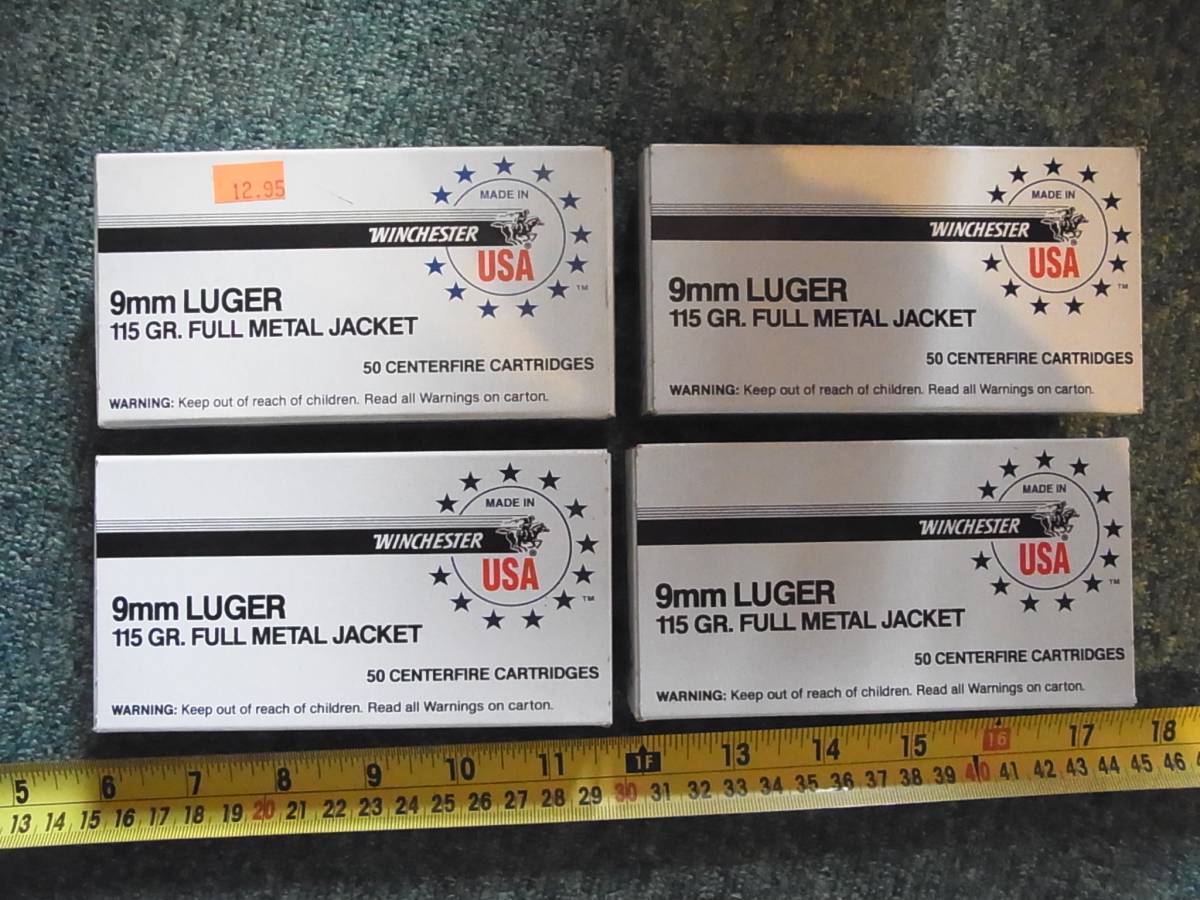 12.95
MADE IN
WINCHESTER
®
USA
TM
9mm LUGER
115 GR. FULL METAL JACKET
50 CENTERFIRE CARTRIDGES
WARNING: Keep out of reach of children. Read all Warnings on carton.
MADE IN
WINCHESTER
®
USA
TM
9mm LUGER
115 GR. FULL METAL JACKET
50 CENTERFIRE CARTRIDGES
WARNING: Keep out of reach of children. Read all Warnings on carton.
MADE IN
WINCHESTER
®
USA
TM
9mm LUGER
115 GR. FULL METAL JACKET
50 CENTERFIRE CARTRIDGES
WARNING: Keep out of reach of children. Read all Warnings on carton.
MADE IN
WINCHESTER
®
USA
TM
9mm LUGER
115 GR. FULL METAL JACKET
50 CENTERFIRE CARTRIDGES
WARNING: Keep out of reach of children. Read all Warnings on carton.
5 6 7 8 9 10 11 1F 13 14 15 16 17 18
13 14 15 16 17 18 19 20 21 22 23 24 25 26 27 28 29 30 31 32 33 34 35 36 37 38 39 40 41 42 43 44 45 46